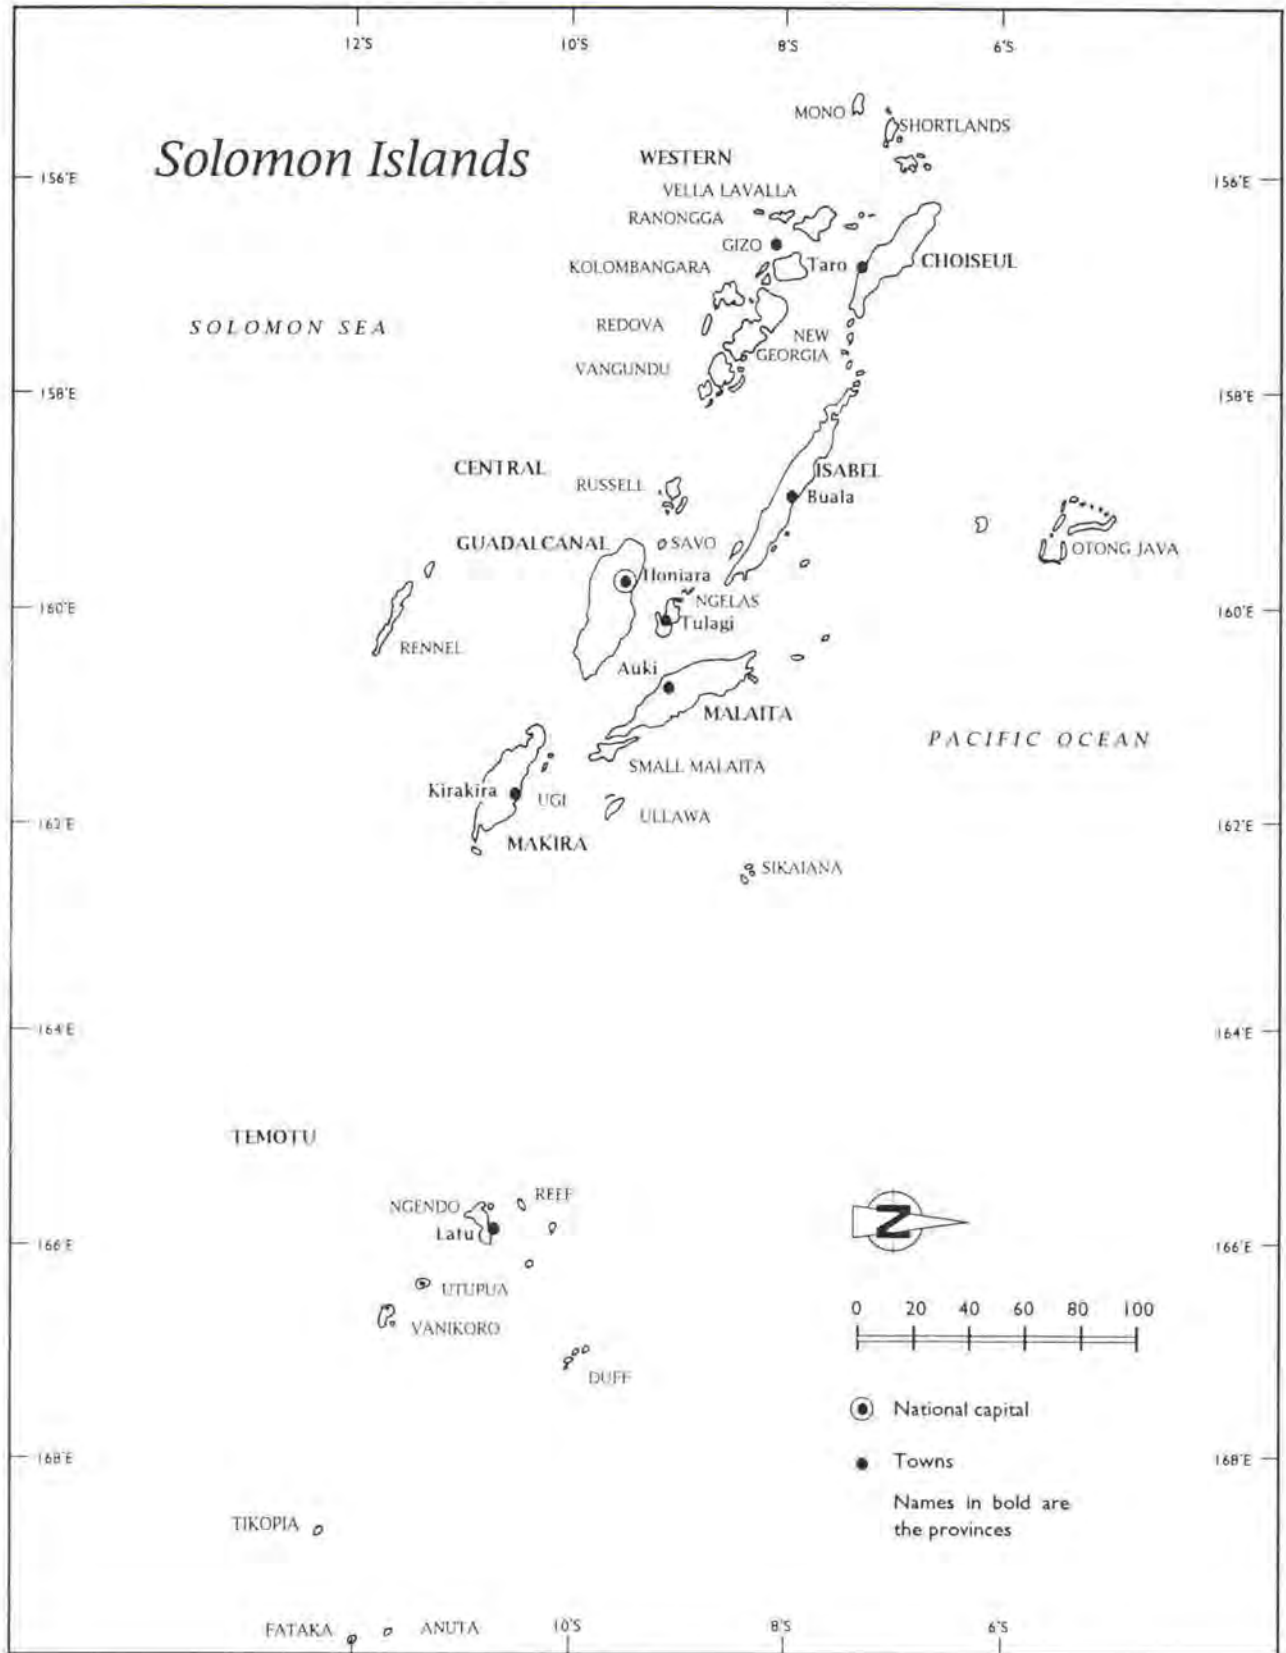 12°S 10°S 8°S 6°S
MONO
SHORTLANDS
Solomon Islands
WESTERN
156°E 156°E
VELLA LAVALLA
RANONGGA
GIZO
KOLOMBANGARA
Taro
CHOISEUL
SOLOMON SEA
REDOVA
NEW
GEORGIA
VANGUNDU
158°E 158°E
CENTRAL
ISABEL
RUSSELL
Buala
GUADALCANAL
SAVO
OTONG JAVA
Honiara
NGELAS
160°E 160°E
Tulagi
RENNEL
Auki
MALAITA
PACIFIC OCEAN
SMALL MALAITA
Kirakira
UGI
ULLAWA
162°E 162°E
MAKIRA
SIKAIANA
164°E 164°E
TEMOTU
NGENDO
REEF
N
Lafu
166°E 166°E
UTUPUA
0 20 40 60 80 100
VANIKORO
DUFF
National capital
168°E 168°E
Towns
Names in bold are
the provinces
TIKOPIA
FATAKA ANUTA
10°S 8°S 6°S